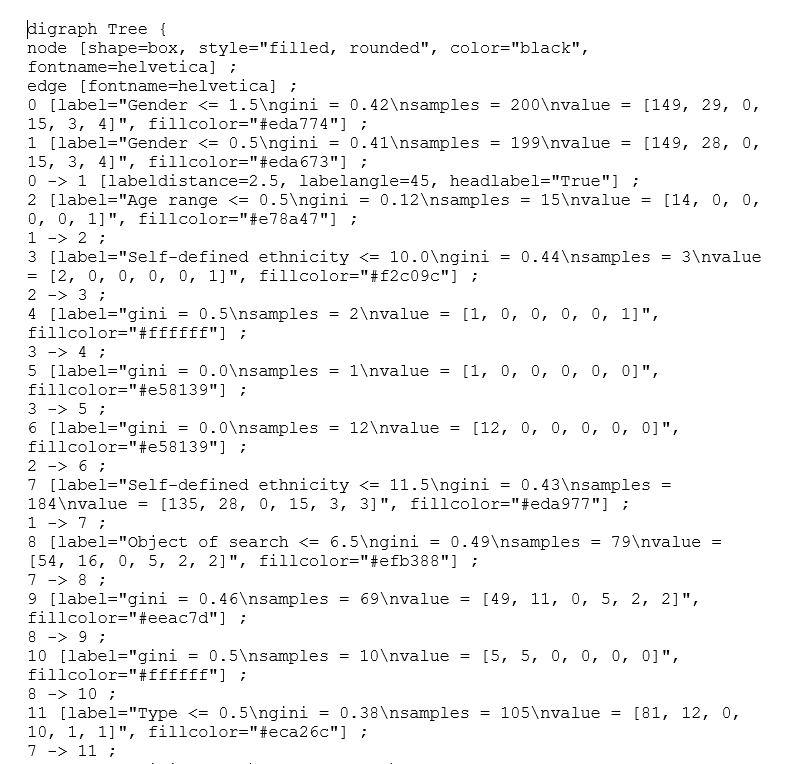 digraph Tree {
node [shape=box, style="filled, rounded", color="black",
fontname=helvetica] ;
edge [fontname=helvetica] ;
0 [label="Gender <= 1.5\ngini = 0.42\nsamples = 200\nvalue = [149, 29, 0,
15, 3, 4]", fillcolor="#eda774"] ;
1 [label="Gender <= 0.5\ngini = 0.41\nsamples = 199\nvalue = [149, 28, 0,
15, 3, 4]", fillcolor="#eda673"] ;
0 -> 1 [labeldistance=2.5, labelangle=45, headlabel="True"] ;
2 [label="Age range <= 0.5\ngini = 0.12\nsamples = 15\nvalue = [14, 0, 0,
0, 0, 1]", fillcolor="#e78a47"] ;
1 -> 2 ;
3 [label="Self-defined ethnicity <= 10.0\ngini = 0.44\nsamples = 3\nvalue
= [2, 0, 0, 0, 0, 1]", fillcolor="#f2c09c"] ;
2 -> 3 ;
4 [label="gini = 0.5\nsamples = 2\nvalue = [1, 0, 0, 0, 0, 1]",
fillcolor="#ffffff"] ;
3 -> 4 ;
5 [label="gini = 0.0\nsamples = 1\nvalue = [1, 0, 0, 0, 0, 0]",
fillcolor="#e58139"] ;
3 -> 5 ;
6 [label="gini = 0.0\nsamples = 12\nvalue = [12, 0, 0, 0, 0, 0]",
fillcolor="#e58139"] ;
2 -> 6 ;
7 [label="Self-defined ethnicity <= 11.5\ngini = 0.43\nsamples =
184\nvalue = [135, 28, 0, 15, 3, 3]", fillcolor="#eda977"] ;
1 -> 7 ;
8 [label="Object of search <= 6.5\ngini = 0.49\nsamples = 79\nvalue =
[54, 16, 0, 5, 2, 2]", fillcolor="#efb388"] ;
7 -> 8 ;
9 [label="gini = 0.46\nsamples = 69\nvalue = [49, 11, 0, 5, 2, 2]",
fillcolor="#eeac7d"] ;
8 -> 9 ;
10 [label="gini = 0.5\nsamples = 10\nvalue = [5, 5, 0, 0, 0, 0]",
fillcolor="#ffffff"] ;
8 -> 10 ;
11 [label="Type <= 0.5\ngini = 0.38\nsamples = 105\nvalue = [81, 12, 0,
10, 1, 1]", fillcolor="#eca26c"] ;
7 -> 11 ;